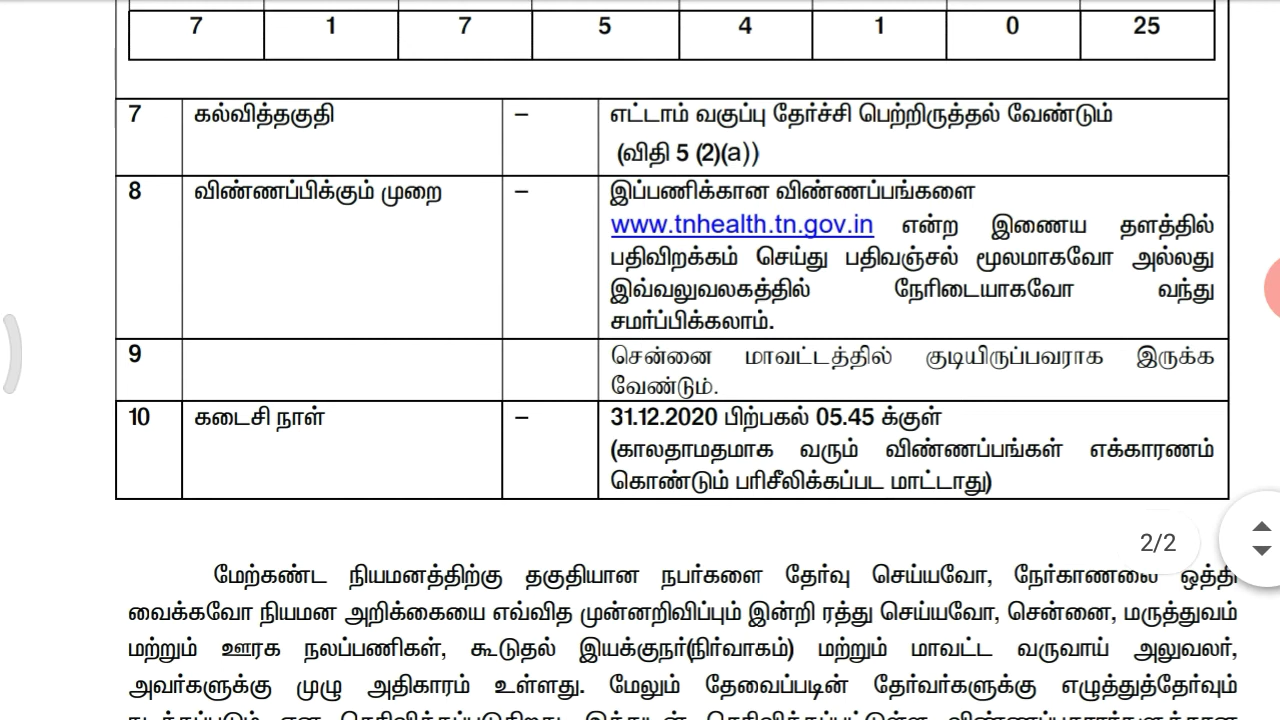 7 1 7 5 4 1 0 25
7 கல்வித்தகுதி – எட்டாம் வகுப்பு தேர்ச்சி பெற்றிருத்தல் வேண்டும்
(விதி 5 (2)(a))
8 விண்ணப்பிக்கும் முறை – இப்பணிக்கான விண்ணப்பங்களை
www.tnhealth.tn.gov.in என்ற இணைய தளத்தில்
பதிவிறக்கம் செய்து பதிவஞ்சல் மூலமாகவோ அல்லது
இவ்வலுவலகத்தில் நேரிடையாகவோ வந்து
சமர்ப்பிக்கலாம்.
9 சென்னை மாவட்டத்தில் குடியிருப்பவராக இருக்க
வேண்டும்.
10 கடைசி நாள் – 31.12.2020 பிற்பகல் 05.45 க்குள்
(காலதாமதமாக வரும் விண்ணப்பங்கள் எக்காரணம்
கொண்டும் பரிசீலிக்கப்பட மாட்டாது)
2/2
மேற்கண்ட நியமனத்திற்கு தகுதியான நபர்களை தேர்வு செய்யவோ, நேர்காணலை ஒத்தி
வைக்கவோ நியமன அறிக்கையை எவ்வித முன்னறிவிப்பும் இன்றி ரத்து செய்யவோ, சென்னை, மருத்துவம்
மற்றும் ஊரக நலப்பணிகள், கூடுதல் இயக்குநர்(நிர்வாகம்) மற்றும் மாவட்ட வருவாய் அலுவலர்,
அவர்களுக்கு முழு அதிகாரம் உள்ளது. மேலும் தேவைப்படின் தேர்வர்களுக்கு எழுத்துத்தேர்வும்